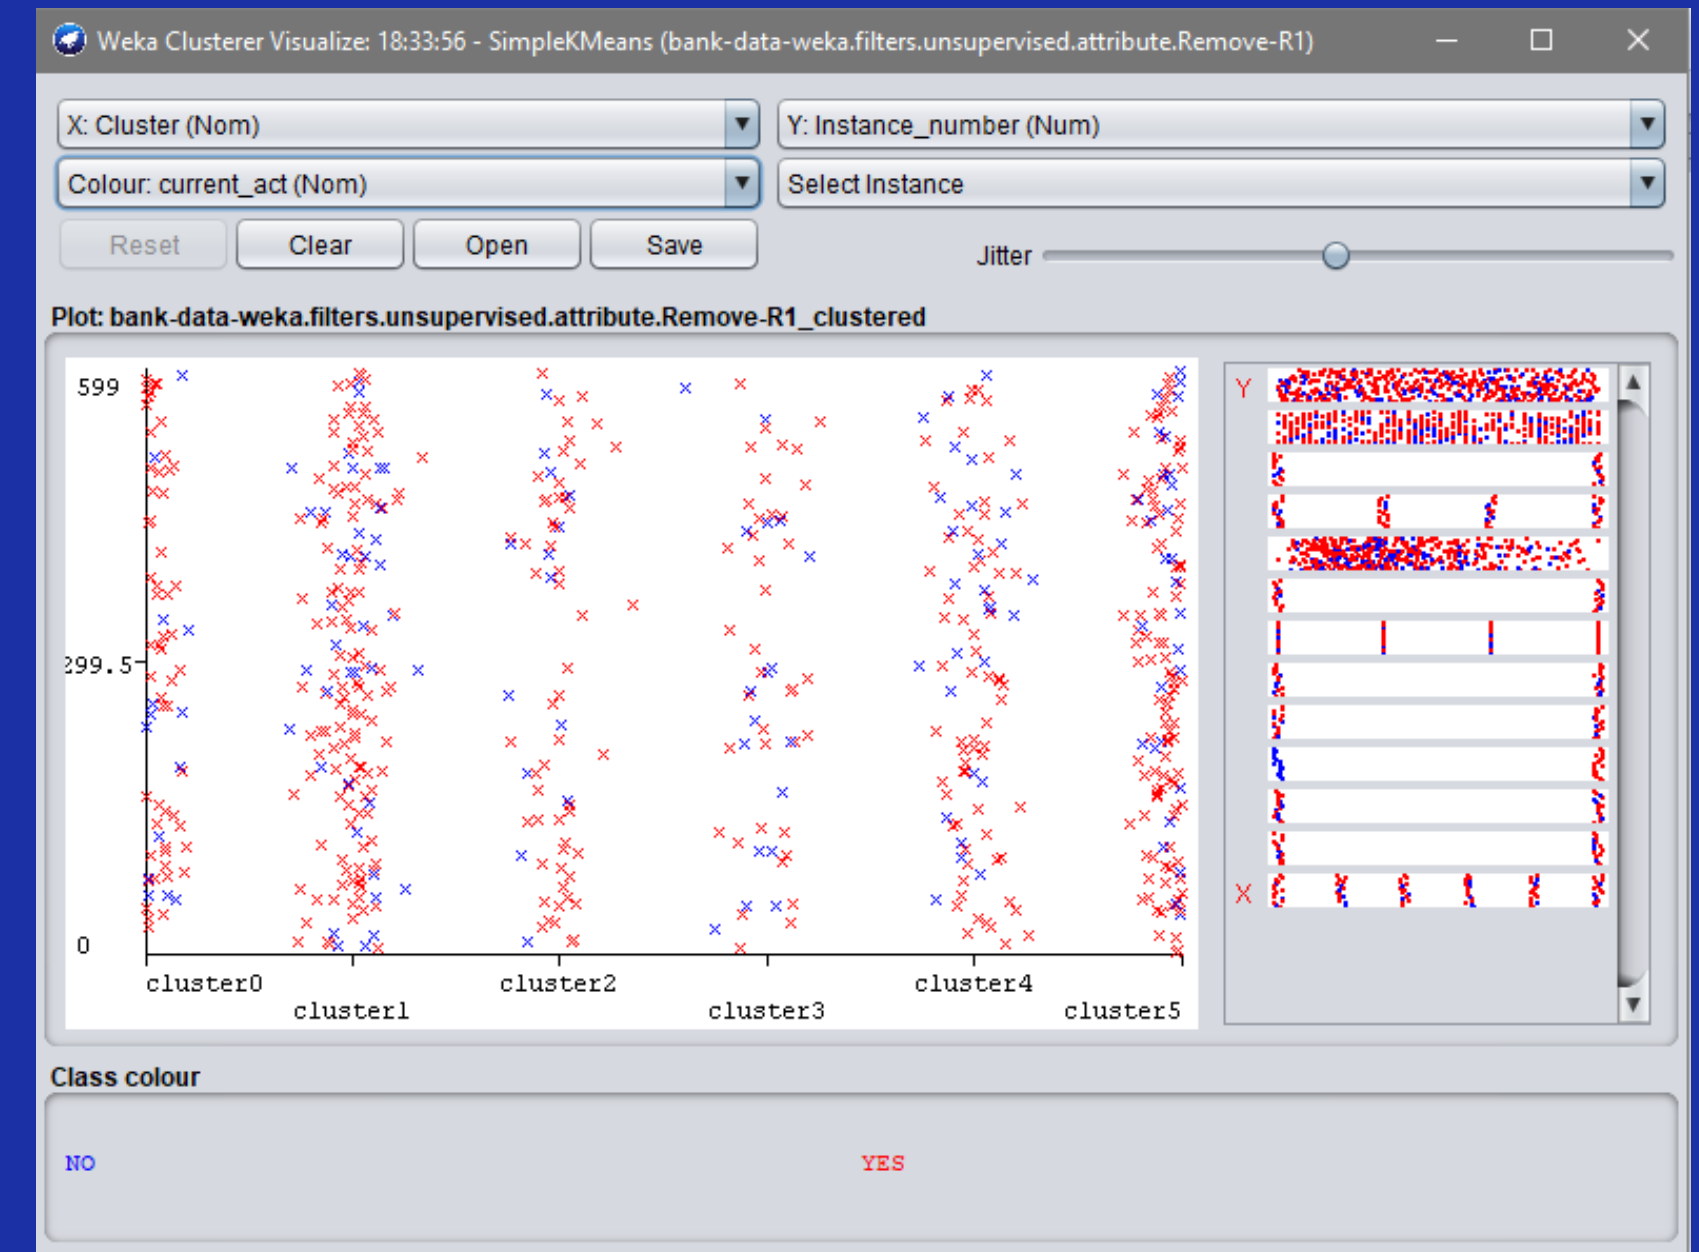 Weka Clusterer Visualize: 18:33:56 - SimpleKMeans (bank-data-weka.filters.unsupervised.attribute.Remove-R1)
X: Cluster (Nom)
Y: Instance_number (Num)
Colour: current_act (Nom)
Select Instance
Reset
Clear
Open
Save
Jitter
Plot: bank-data-weka.filters.unsupervised.attribute.Remove-R1_clustered
599
299.5
0
cluster0
cluster1
cluster2
cluster3
cluster4
cluster5
Y
X
Class colour
NO
YES